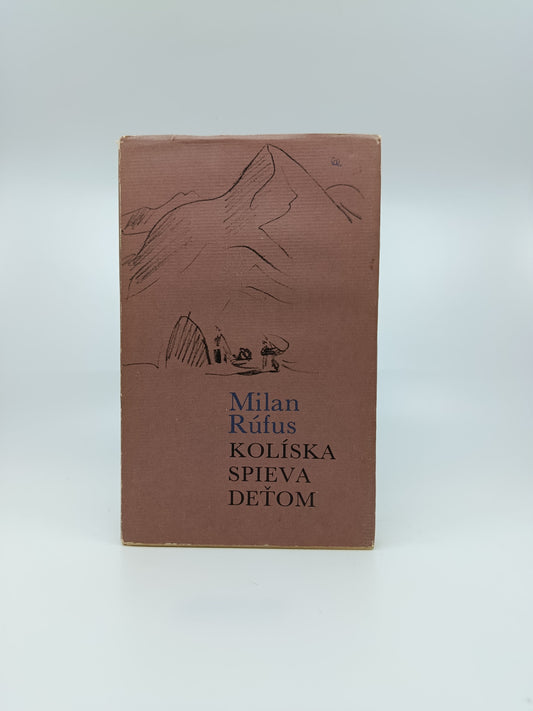 Milan
Rúfus
KOLÍSKA
SPIEVA
DEŤOM